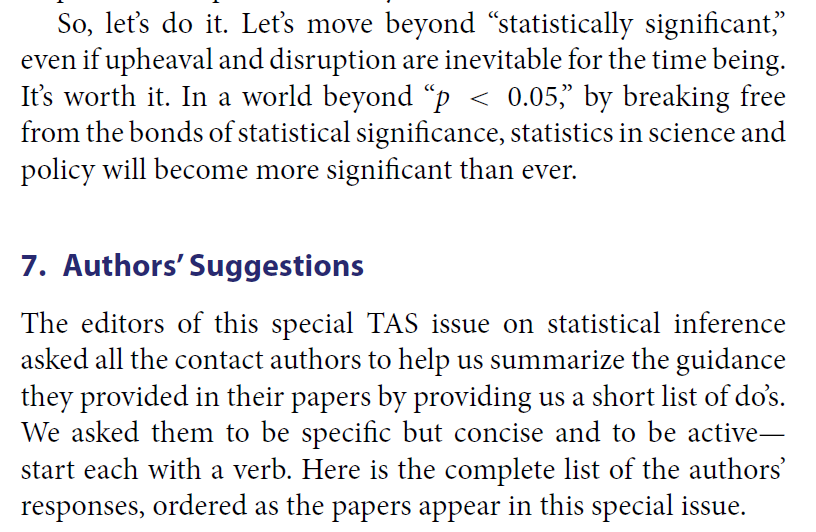 So, let's do it. Let's move beyond “statistically significant,”
even if upheaval and disruption are inevitable for the time being.
It's worth it. In a world beyond “p < 0.05,” by breaking free
from the bonds of statistical significance, statistics in science and
policy will become more significant than ever.
7. Authors' Suggestions
The editors of this special TAS issue on statistical inference
asked all the contact authors to help us summarize the guidance
they provided in their papers by providing us a short list of do's.
We asked them to be specific but concise and to be active—
start each with a verb. Here is the complete list of the authors'
responses, ordered as the papers appear in this special issue.